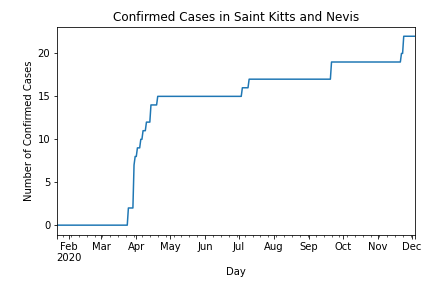 Confirmed Cases in Saint Kitts and Nevis
Number of Confirmed Cases
20
15
10
5
0
Feb Mar Apr May Jun Jul Aug Sep Oct Nov Dec
2020
Day